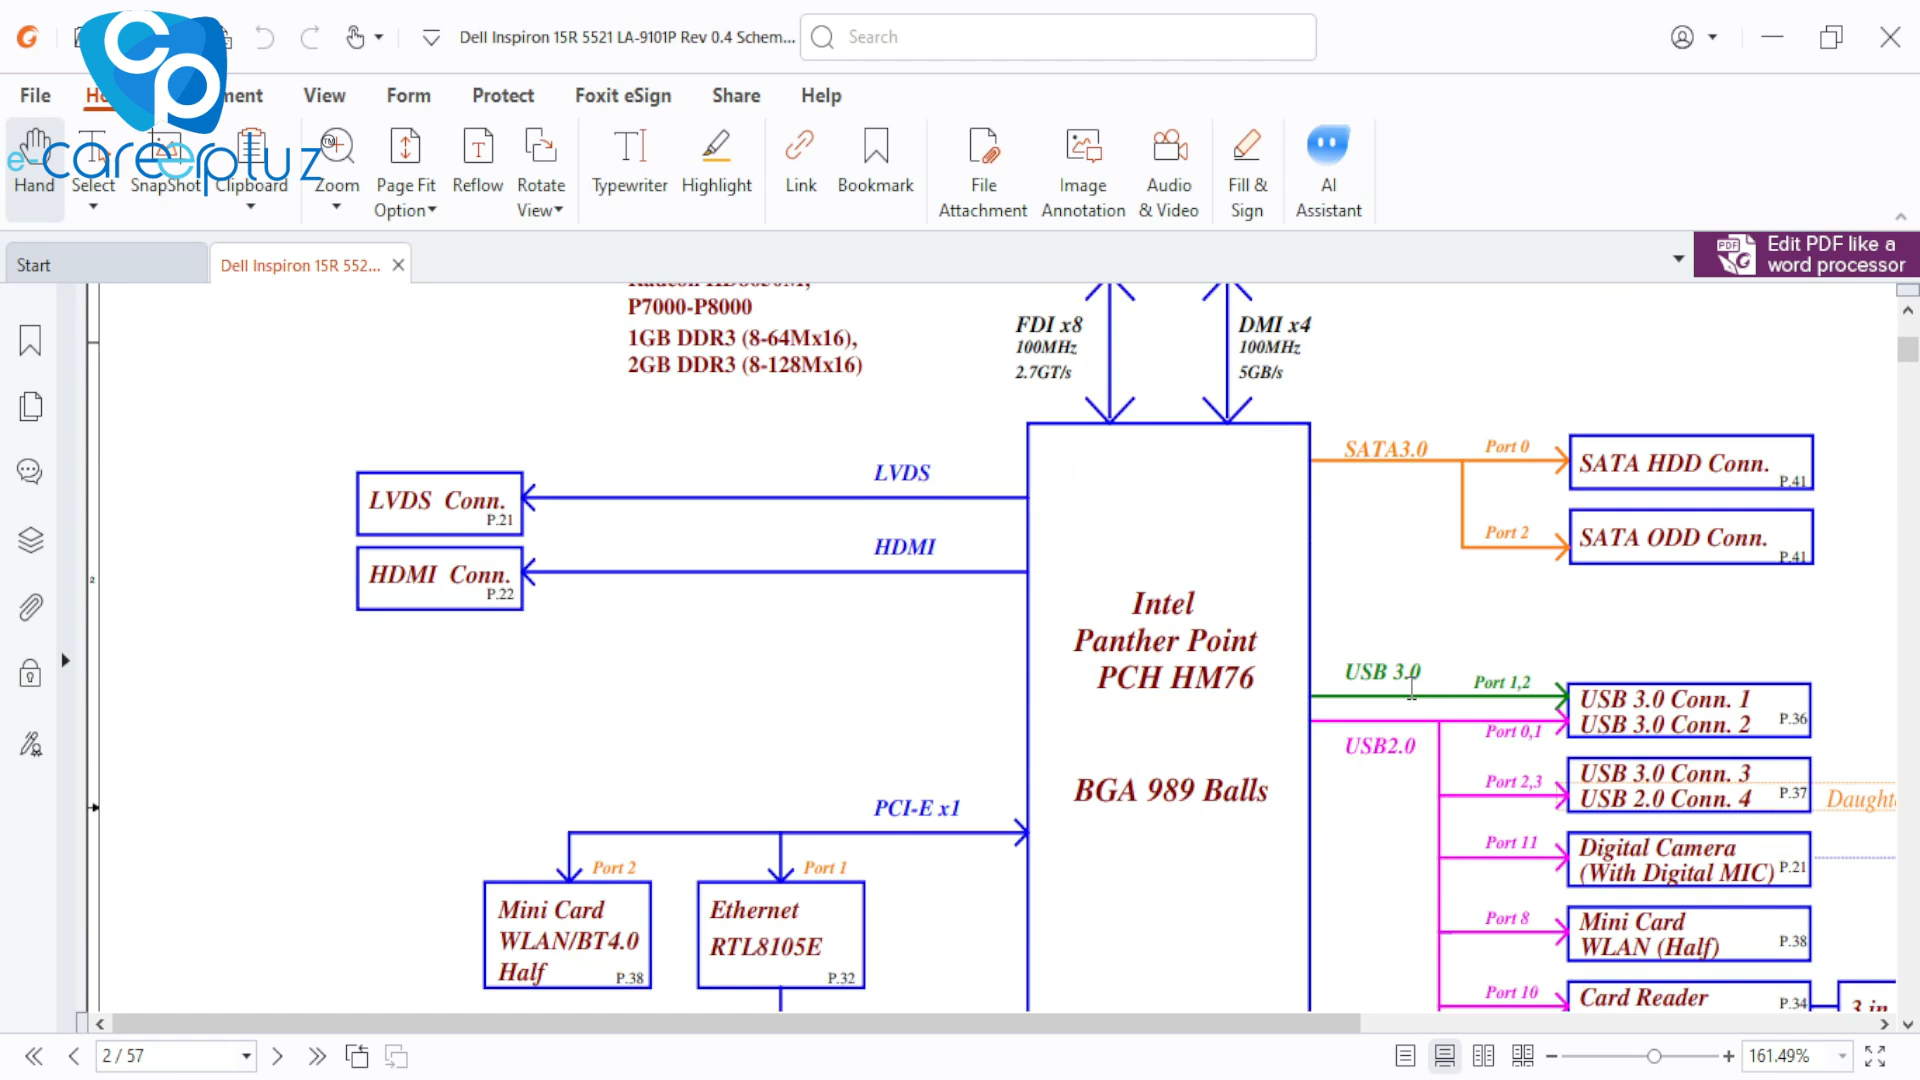 Dell Inspiron 15R 5521 LA-9101P Rev 0.4 Schem...
Search
cp
e-careerpluz
TM
File
View
Form
Protect
Foxit eSign
Share
Help
Hand
Select
SnapShot
Clipboard
Zoom
Page Fit
Option
Reflow
Rotate
View
Typewriter
Highlight
Link
Bookmark
File
Attachment
Image
Annotation
Audio
& Video
Fill &
Sign
AI
Assistant
Start
Dell Inspiron 15R 552...
PDF
Edit PDF like a
word processor
P7000-P8000
1GB DDR3 (8-64Mx16),
2GB DDR3 (8-128Mx16)
FDI x8
100MHz
2.7GT/s
DMI x4
100MHz
5GB/s
LVDS
LVDS Conn.
P.21
HDMI
HDMI Conn.
P.22
SATA3.0
Port 0
SATA HDD Conn.
P.41
Port 2
SATA ODD Conn.
P.41
2
Intel
Panther Point
PCH HM76
BGA 989 Balls
USB 3.0
Port 1,2
USB 3.0 Conn. 1
USB 3.0 Conn. 2
P.36
Port 0,1
USB2.0
Port 2,3
USB 3.0 Conn. 3
USB 2.0 Conn. 4
P.37
Port 11
Digital Camera
(With Digital MIC)
P.21
Port 8
Mini Card
WLAN (Half)
P.38
Port 10
Card Reader
P.34
3 in
PCI-E x1
Port 2
Port 1
Mini Card
WLAN/BT4.0
Half
P.38
Ethernet
RTL8105E
P.32
2 / 57
161.49%